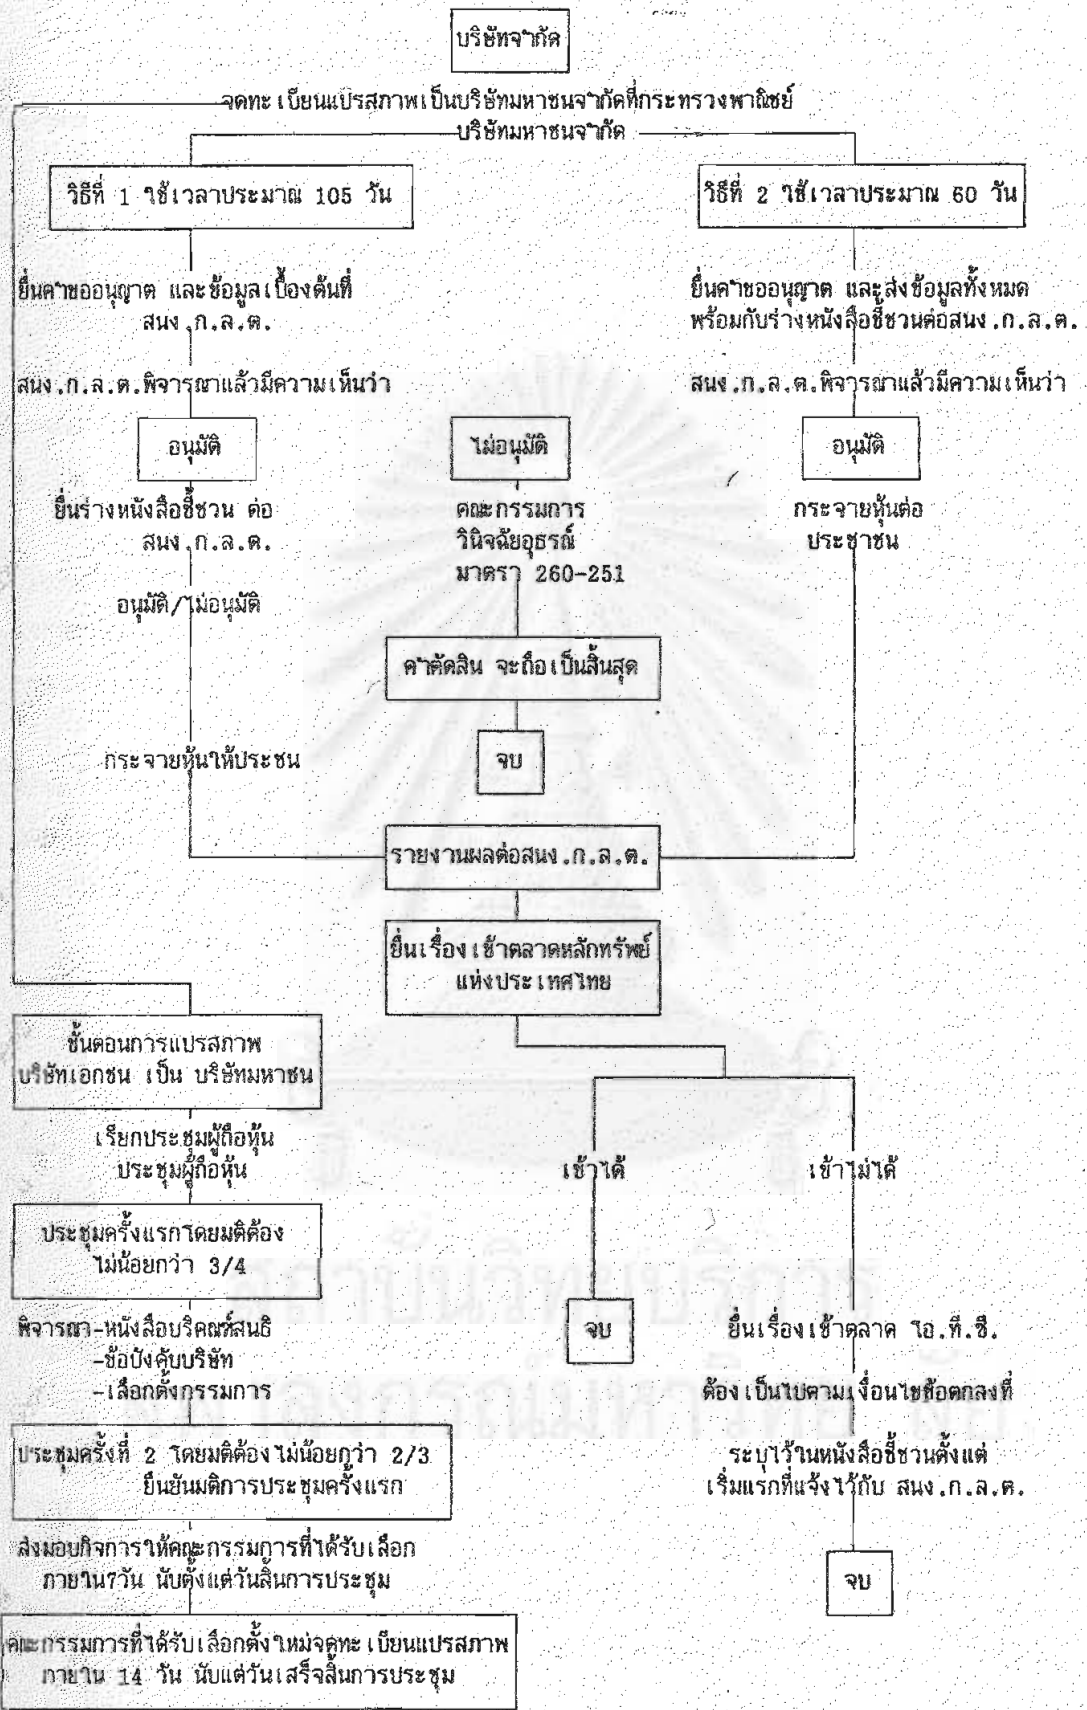 บริษัทจำกัด
จดทะเบียนแปรสภาพเป็นบริษัทมหาชนจำกัดที่กระทรวงพาณิชย์
บริษัทมหาชนจำกัด
วิธีที่ 1 ใช้เวลาประมาณ 105 วัน
วิธีที่ 2 ใช้เวลาประมาณ 60 วัน
ยื่นคำขออนุญาต และข้อมูลเบื้องต้นที่
สนง.ก.ล.ต.
ยื่นคำขออนุญาต และส่งข้อมูลทั้งหมด
พร้อมกับร่างหนังสือชี้ชวนต่อสนง.ก.ล.ต.
สนง.ก.ล.ต.พิจารณาแล้วมีความเห็นว่า
สนง.ก.ล.ต.พิจารณาแล้วมีความเห็นว่า
อนุมัติ
ไม่อนุมัติ
อนุมัติ
ยื่นร่างหนังสือชี้ชวน ต่อ
สนง.ก.ล.ต.
อนุมัติ/ไม่อนุมัติ
คณะกรรมการ
วินิจฉัยอุธรณ์
มาตรา 260-251
กระจายหุ้นต่อ
ประชาชน
คำตัดสิน จะถือเป็นสิ้นสุด
กระจายหุ้นให้ประชน
จบ
รายงานผลต่อสนง.ก.ล.ต.
ยื่นเรื่องเข้าตลาดหลักทรัพย์
แห่งประเทศไทย
ขั้นตอนการแปรสภาพ
บริษัทเอกชน เป็น บริษัทมหาชน
เรียกประชุมผู้ถือหุ้น
ประชุมผู้ถือหุ้น
เข้าได้
เข้าไม่ได้
ประชุมครั้งแรกโดยมติต้อง
ไม่น้อยกว่า 3/4
พิจารณา-หนังสือบริคณห์สนธิ
-ข้อบังคับบริษัท
-เลือกตั้งกรรมการ
จบ
ยื่นเรื่องเข้าตลาด โอ.ที.ซี.
ต้องเป็นไปตามเงื่อนไขข้อตกลงที่
ระบุไว้ในหนังสือชี้ชวนตั้งแต่
เริ่มแรกที่แจ้งไว้กับ สนง.ก.ล.ต.
ประชุมครั้งที่ 2 โดยมติต้องไม่น้อยกว่า 2/3
ยืนยันมติการประชุมครั้งแรก
ส่งมอบกิจการให้คณะกรรมการที่ได้รับเลือก
ภายใน7วัน นับตั้งแต่วันสิ้นการประชุม
จบ
คณะกรรมการที่ได้รับเลือกตั้งใหม่จดทะเบียนแปรสภาพ
ภายใน 14 วัน นับแต่วันเสร็จสิ้นการประชุม